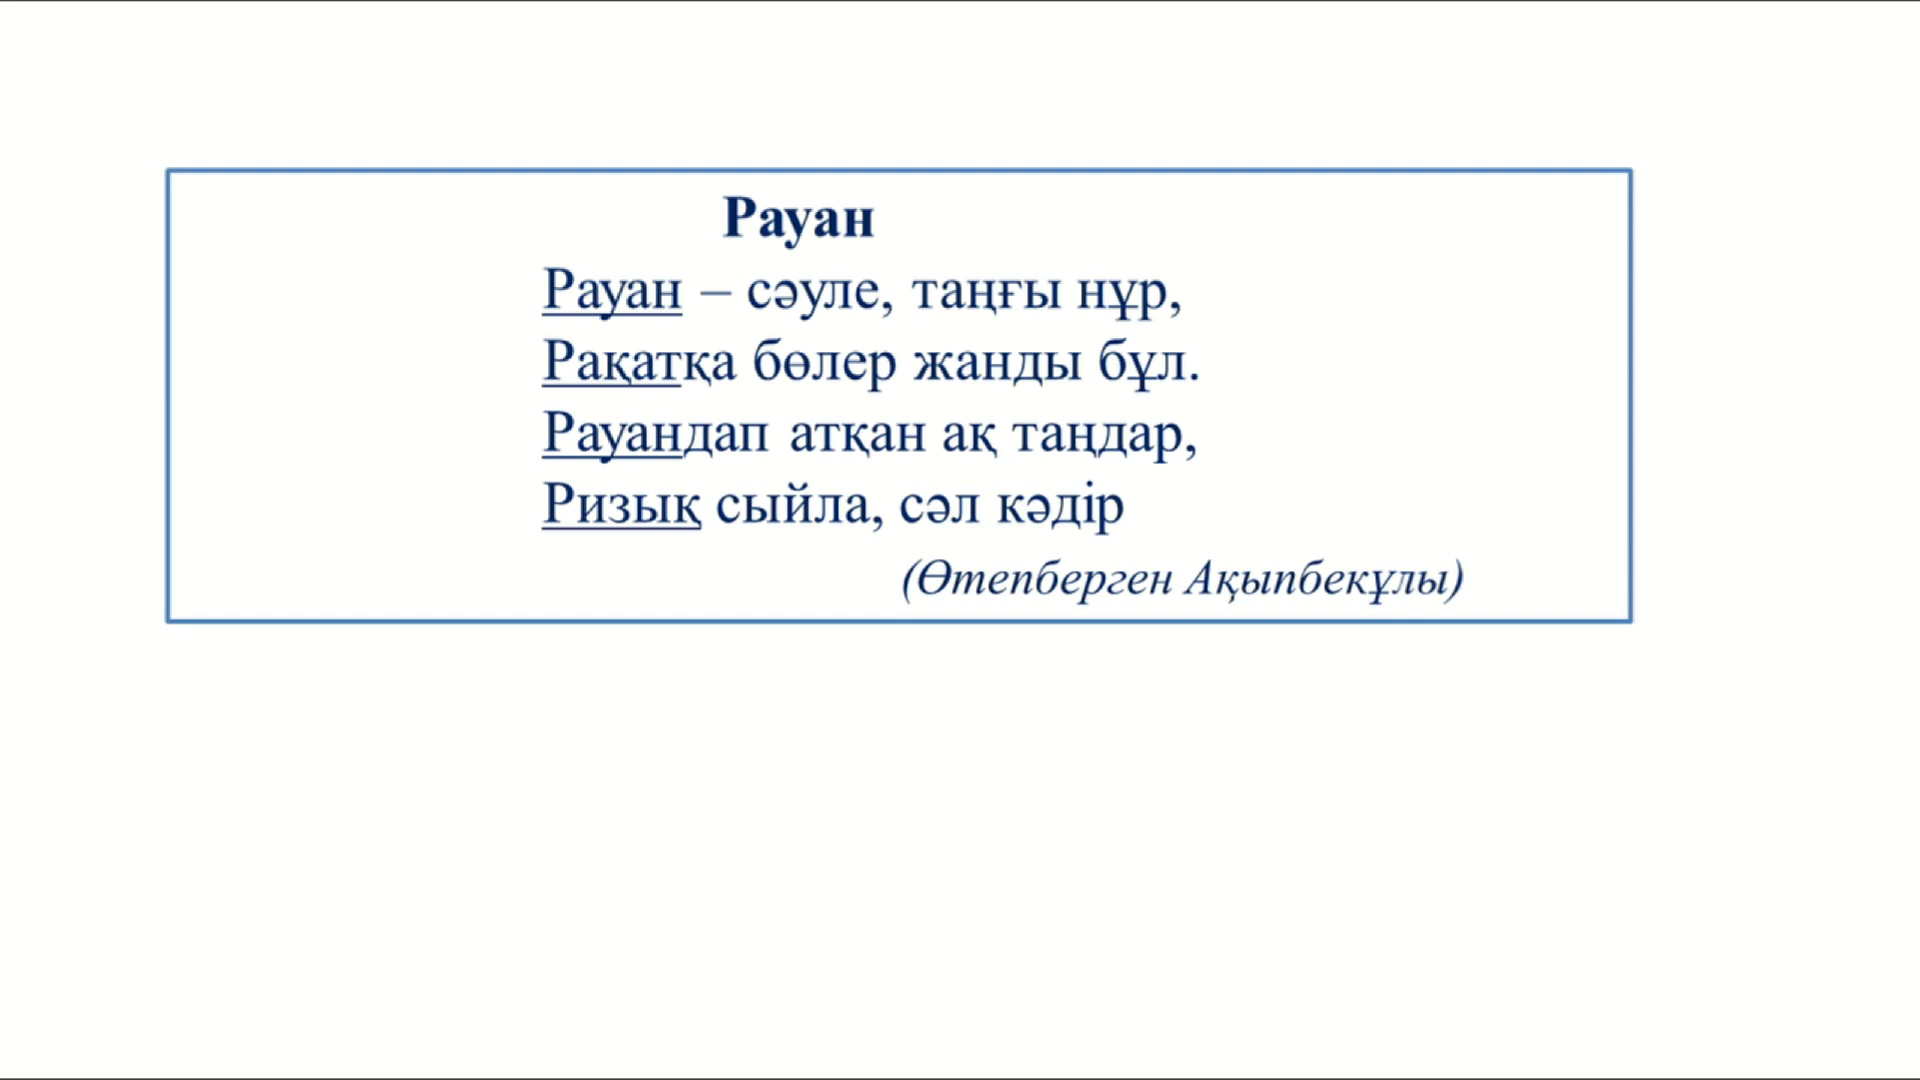 Рауан
Рауан – сәуле, таңғы нұр,
Рақатқа бөлер жанды бұл.
Рауандап атқан ақ таңдар,
Ризық сыйла, сәл кәдір
(Өтепберген Ақыпбекұлы)